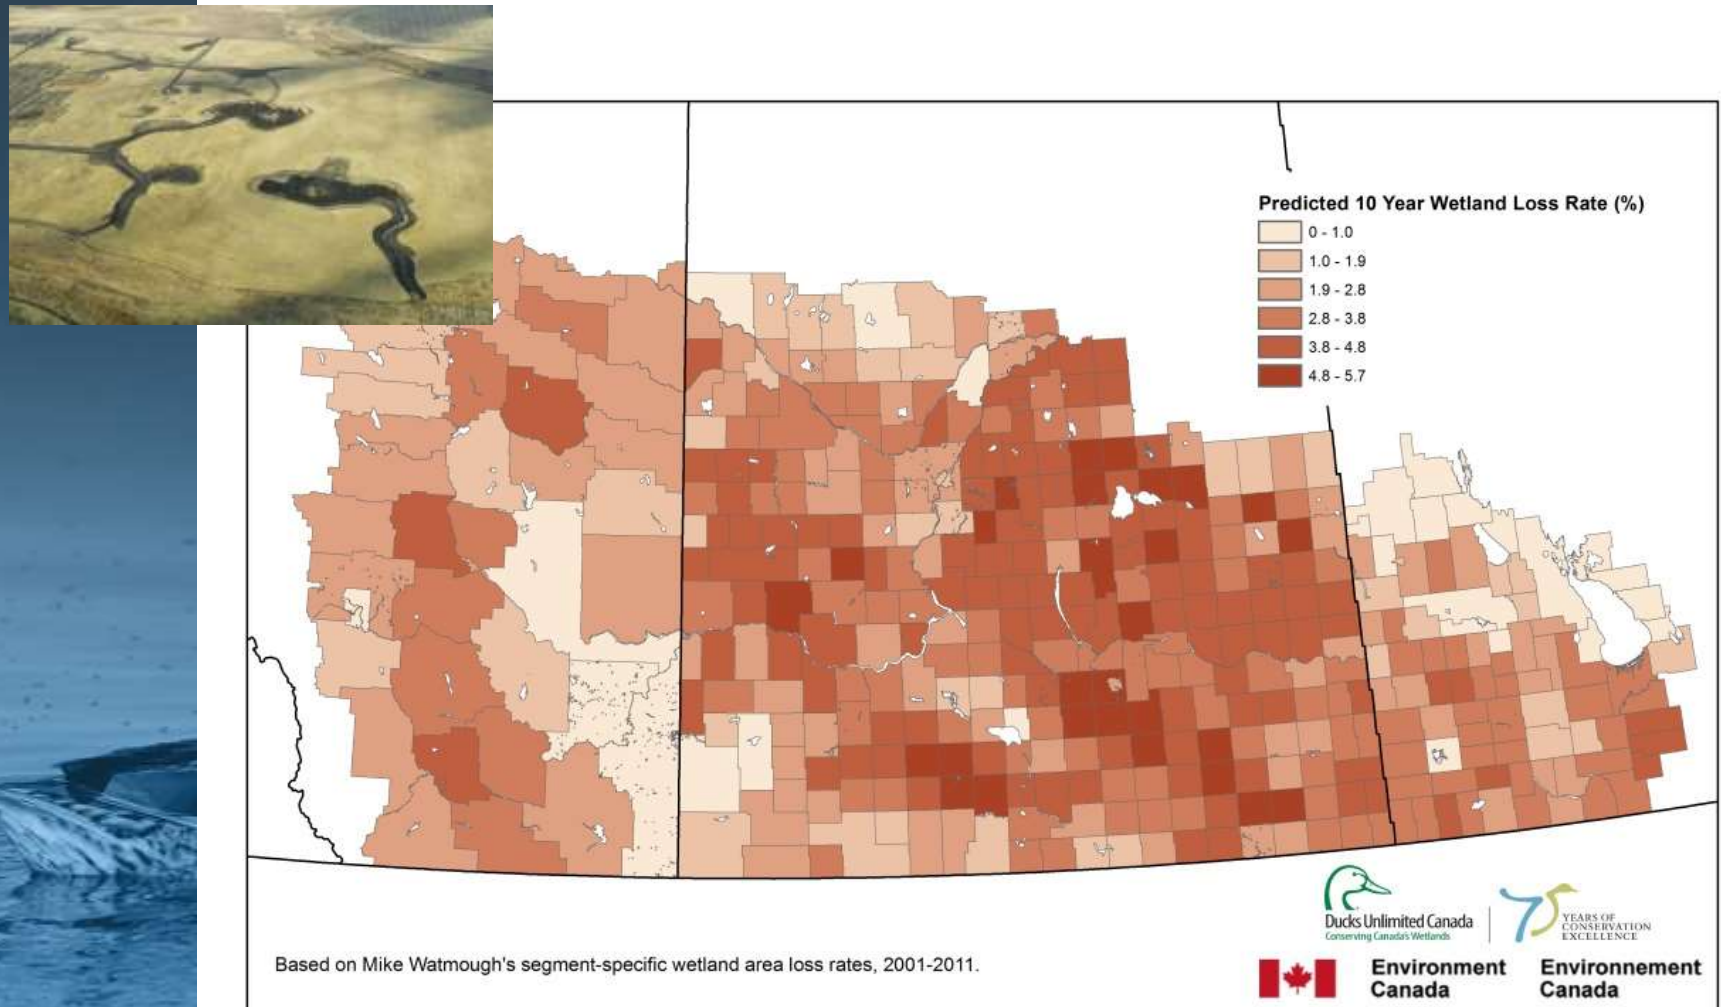 Predicted 10 Year Wetland Loss Rate (%)
0 - 1.0
1.0 - 1.9
1.9 - 2.8
2.8 - 3.8
3.8 - 4.8
4.8 - 5.7
Ducks Unlimited Canada
Conserving Canada's Wetlands
75
YEARS OF
CONSERVATION
EXCELLENCE
Based on Mike Watmough's segment-specific wetland area loss rates, 2001-2011.
Environment
Canada
Environnement
Canada